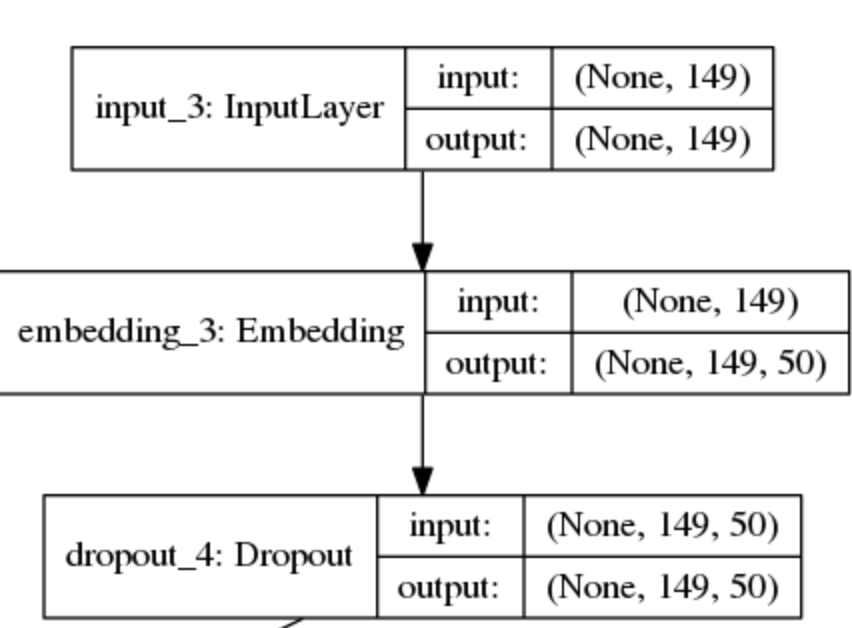 input_3: InputLayer
input: (None, 149)
output: (None, 149)
embedding_3: Embedding
input: (None, 149)
output: (None, 149, 50)
dropout_4: Dropout
input: (None, 149, 50)
output: (None, 149, 50)